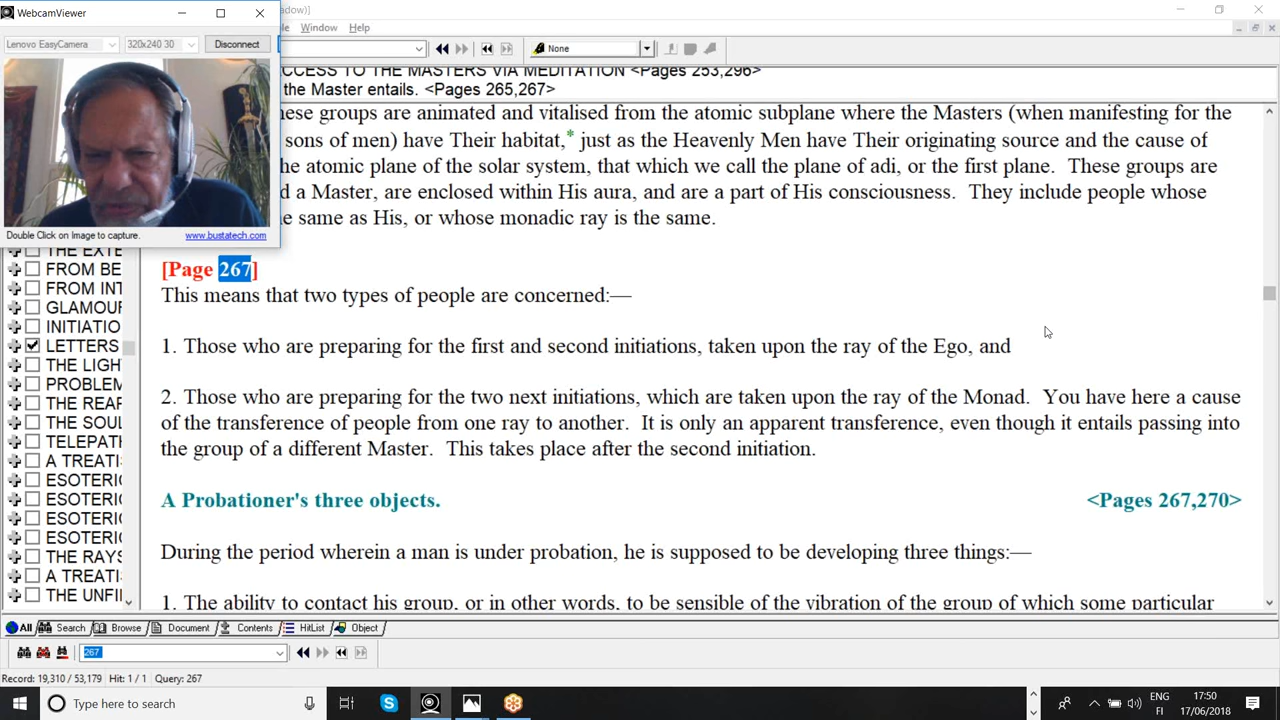 WebcamViewer
adow)
Lenovo EasyCamera
320x240 30
Disconnect
Window
Help
None
CCESS TO THE MASTERS VIA MEDITATION <Pages 253,296>
the Master entails. <Pages 265,267>
hese groups are animated and vitalised from the atomic subplane where the Masters (when manifesting for the
sons of men) have Their habitat,* just as the Heavenly Men have Their originating source and the cause of
the atomic plane of the solar system, that which we call the plane of adi, or the first plane. These groups are
d a Master, are enclosed within His aura, and are a part of His consciousness. They include people whose
e same as His, or whose monadic ray is the same.
Double Click on Image to capture.
www.bustatech.com
THE EXTE
FROM BE
FROM INT
GLAMOUR
INITIATIO
LETTERS
THE LIGH
PROBLEM
THE REAF
THE SOUL
TELEPAT
A TREATI
ESOTERIC
ESOTERIC
ESOTERIC
ESOTERIC
THE RAYS
A TREATI
THE UNFI
[Page 267]
This means that two types of people are concerned:—
1. Those who are preparing for the first and second initiations, taken upon the ray of the Ego, and
2. Those who are preparing for the two next initiations, which are taken upon the ray of the Monad. You have here a cause
of the transference of people from one ray to another. It is only an apparent transference, even though it entails passing into
the group of a different Master. This takes place after the second initiation.
A Probationer's three objects. <Pages 267,270>
During the period wherein a man is under probation, he is supposed to be developing three things:—
1. The ability to contact his group, or in other words, to be sensible of the vibration of the group of which some particular
All Search Browse Document Contents HitList Object
267
Record: 19,310 / 53,179 Hit: 1 / 1 Query: 267
Type here to search
ENG
FI
17:50
17/06/2018